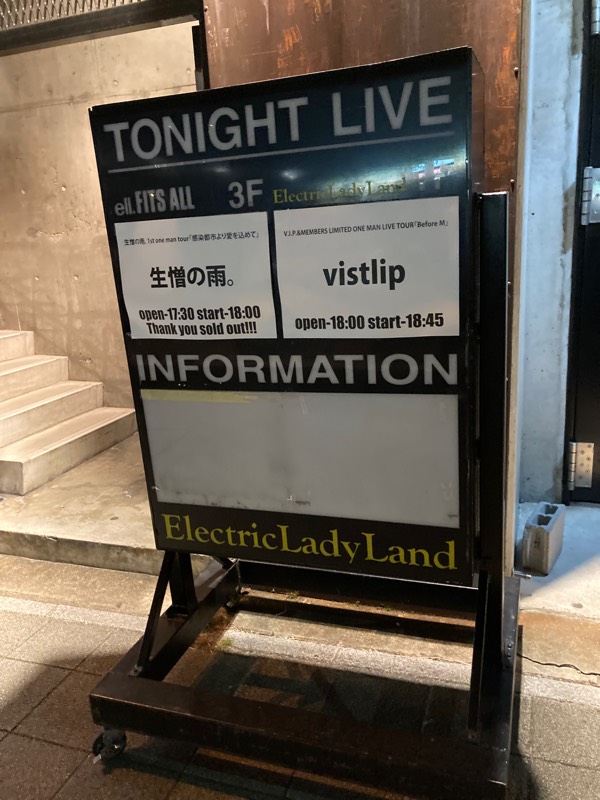 TONIGHT LIVE
ell.FITS ALL 3F ElectricLadyLand
生憎の雨。1st one man tour「感染都市より愛を込めて」
生憎の雨。
open-17:30 start-18:00
Thank you sold out!!!
V.I.P.&MEMBERS LIMITED ONE MAN LIVE TOUR「Before M」
vistlip
open-18:00 start-18:45
INFORMATION
ElectricLadyLand